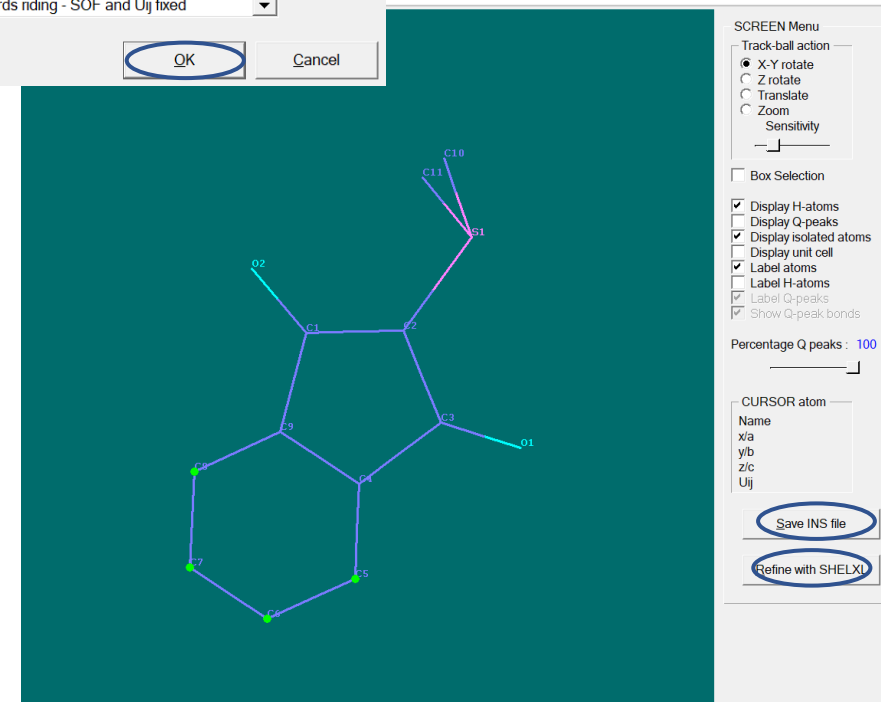 riding - SOF and Uij fixed
OK
Cancel
SCREEN Menu
Track-ball action
X-Y rotate
Z rotate
Translate
Zoom
Sensitivity
Box Selection
Display H-atoms
Display Q-peaks
Display isolated atoms
Display unit cell
Label atoms
Label H-atoms
Label Q-peaks
Show Q-peak bonds
Percentage Q peaks : 100
CURSOR atom
Name
x/a
y/b
z/c
Uij
Save INS file
Refine with SHELXL
C10
C11
S1
O2
C1
C2
C3
C9
O1
C8
C4
C7
C5
C6